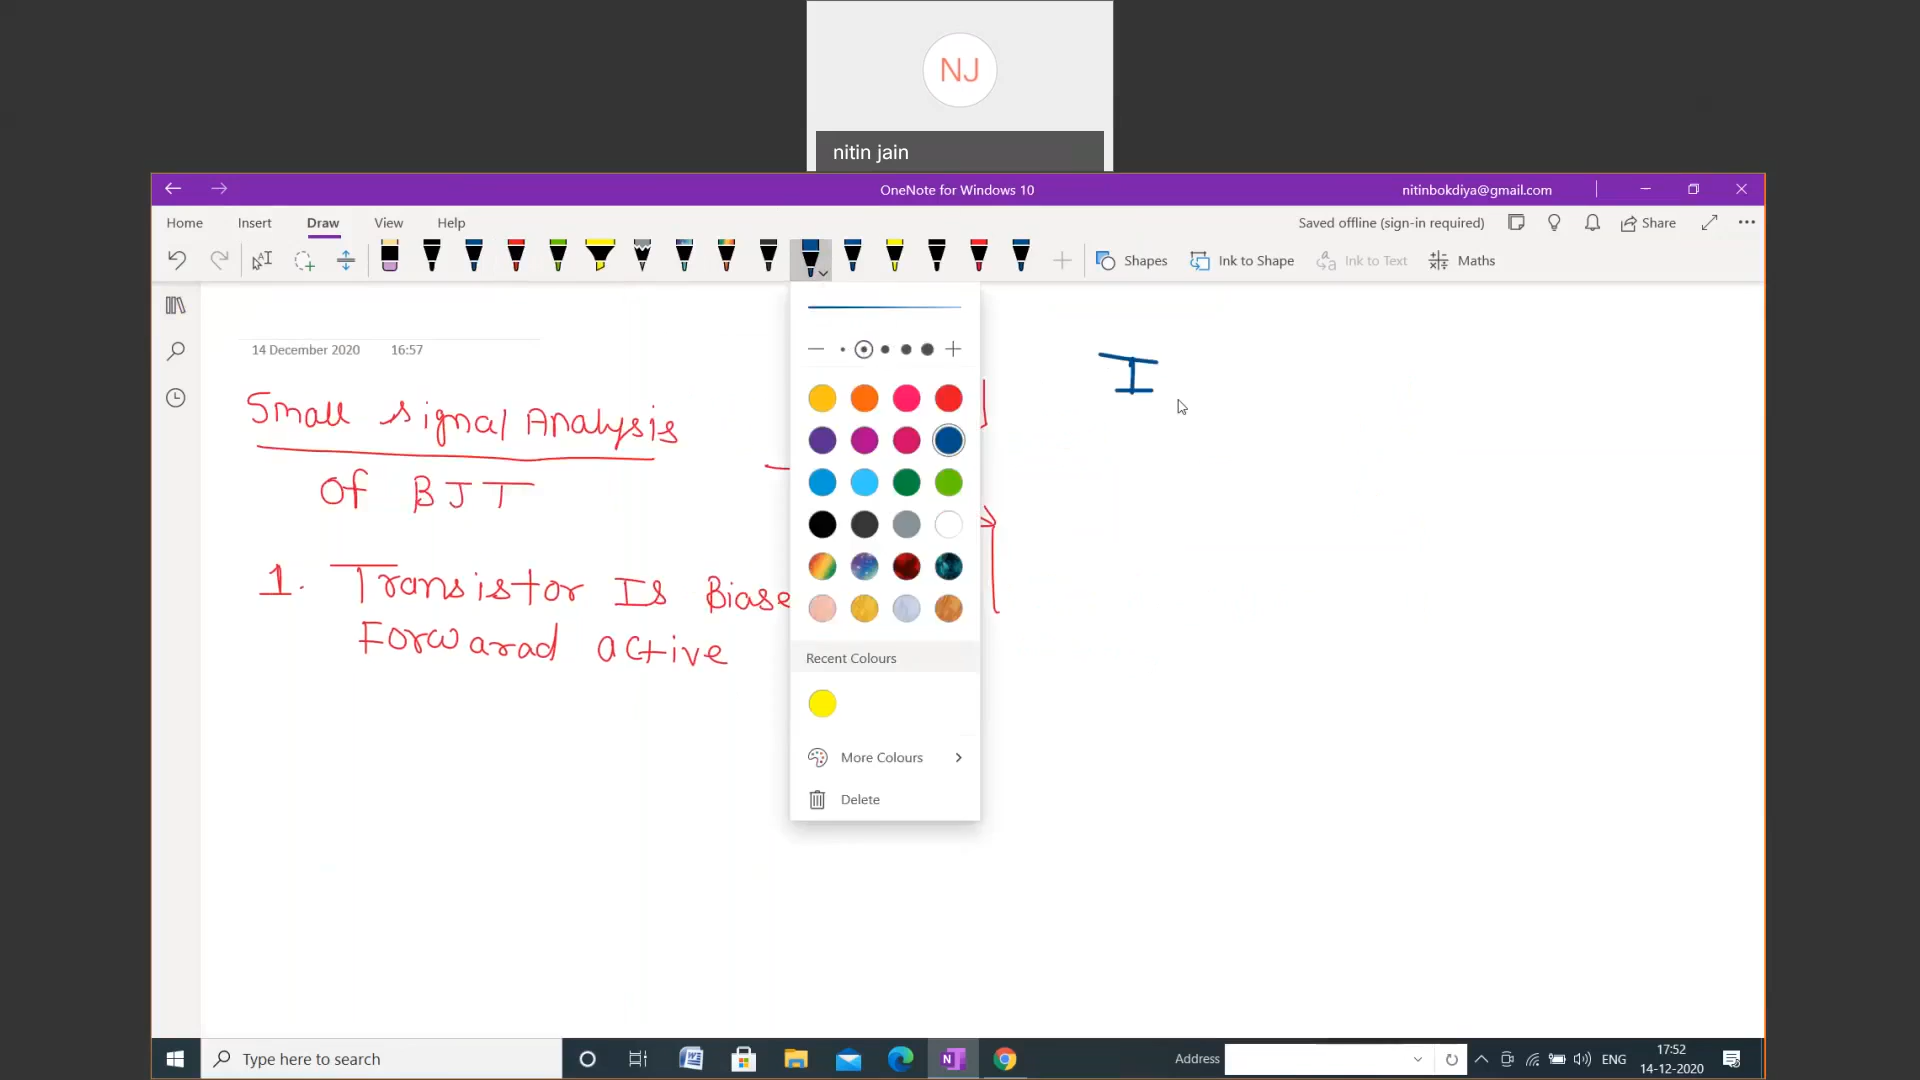 NJ
nitin jain
OneNote for Windows 10
nitinbokdiya@gmail.com
Home Insert Draw View Help
Saved offline (sign-in required)
Share
Shapes
Ink to Shape
Ink to Text
Maths
14 December 2020 16:57
Small signal Analysis
Of BJT
1. Transistor Is Biase
Forwarad active
I
Recent Colours
More Colours
Delete
Type here to search
Address
ENG
17:52
14-12-2020